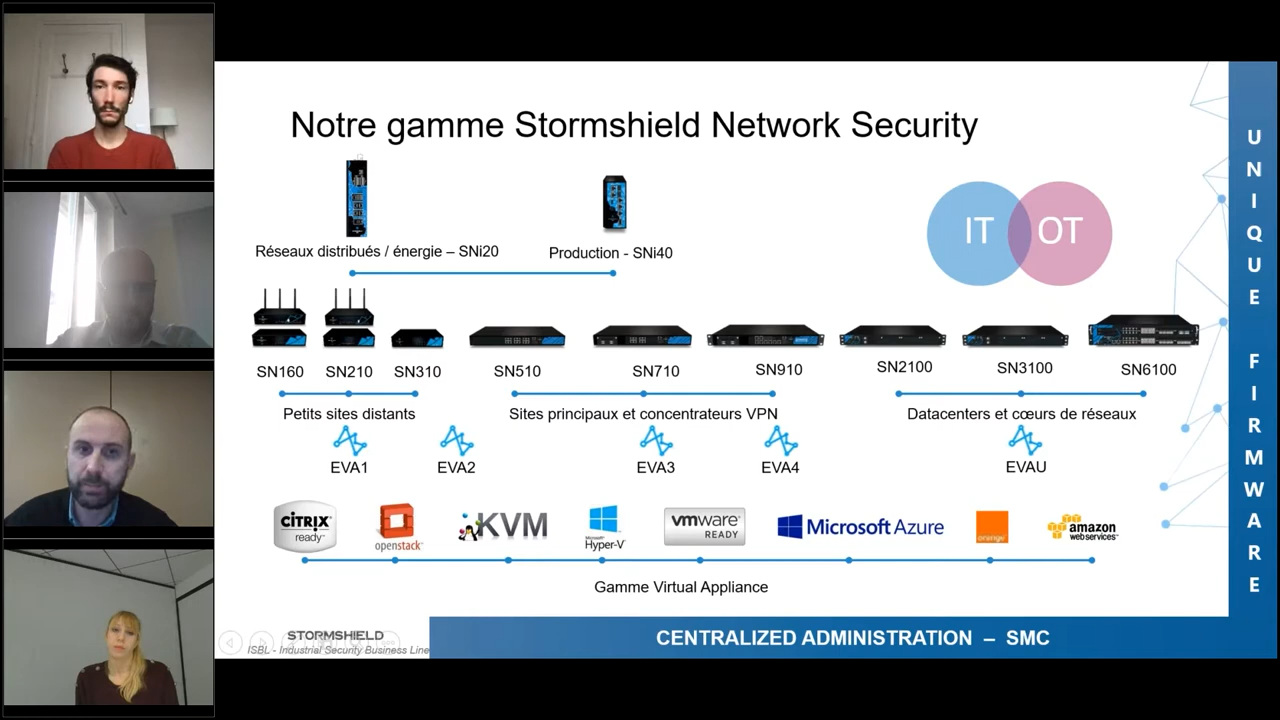 Notre gamme Stormshield Network Security
IT OT
Réseaux distribués / énergie – SNi20
Production - SNi40
SN160 SN210 SN310 SN510 SN710 SN910 SN2100 SN3100 SN6100
Petits sites distants
Sites principaux et concentrateurs VPN
Datacenters et cœurs de réseaux
EVA1 EVA2 EVA3 EVA4 EVAU
CITRIX
ready
openstack
KVM
Microsoft
Hyper-V
vmware
READY
Microsoft Azure
orange
amazon
webservices
Gamme Virtual Appliance
STORMSHIELD
ISBL - Industrial Security Business Line
CENTRALIZED ADMINISTRATION – SMC
UNIQUE FIRMWARE